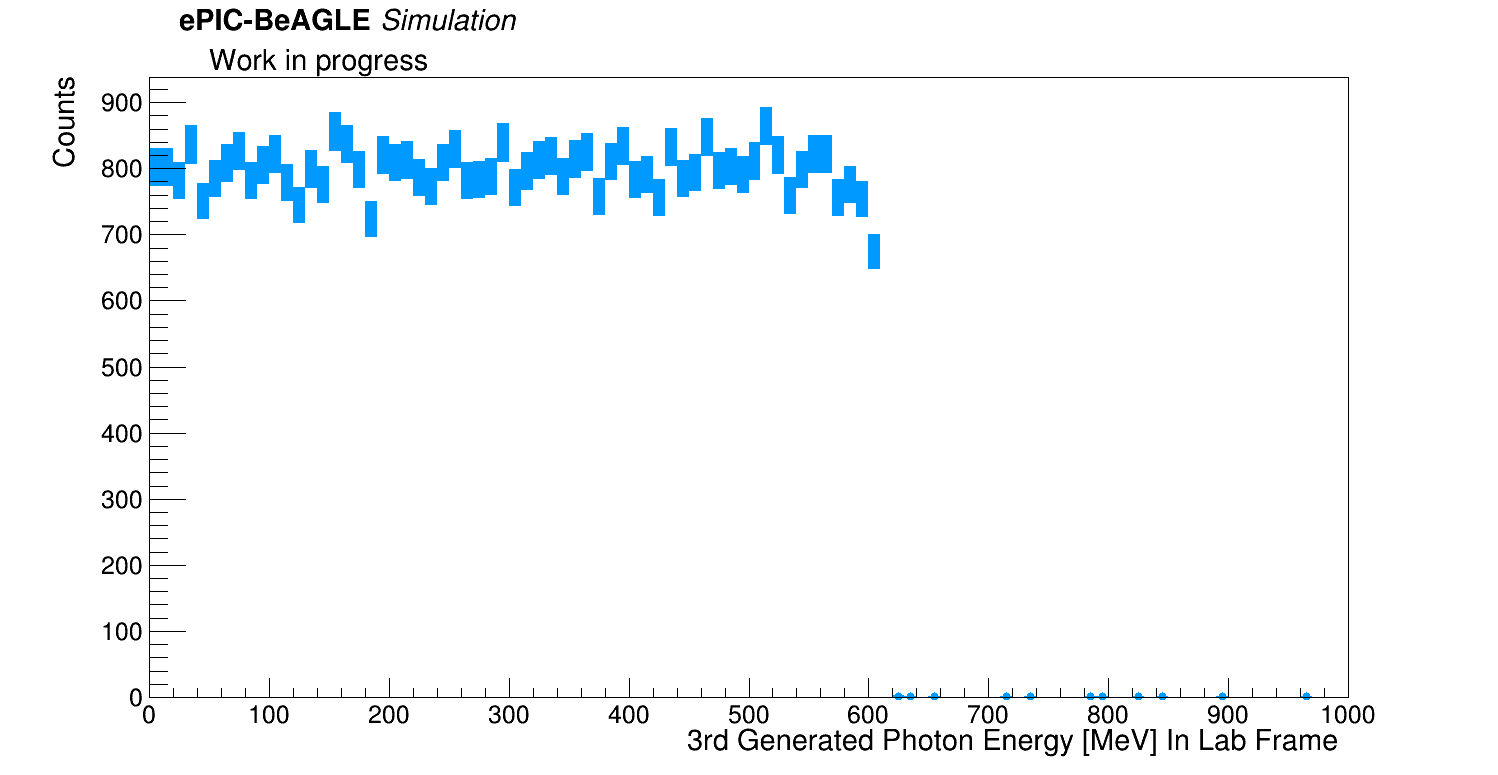 ePIC-BeAGLE Simulation
Work in progress
Counts
900
800
700
600
500
400
300
200
100
0
0 100 200 300 400 500 600 700 800 900 1000
3rd Generated Photon Energy [MeV] In Lab Frame